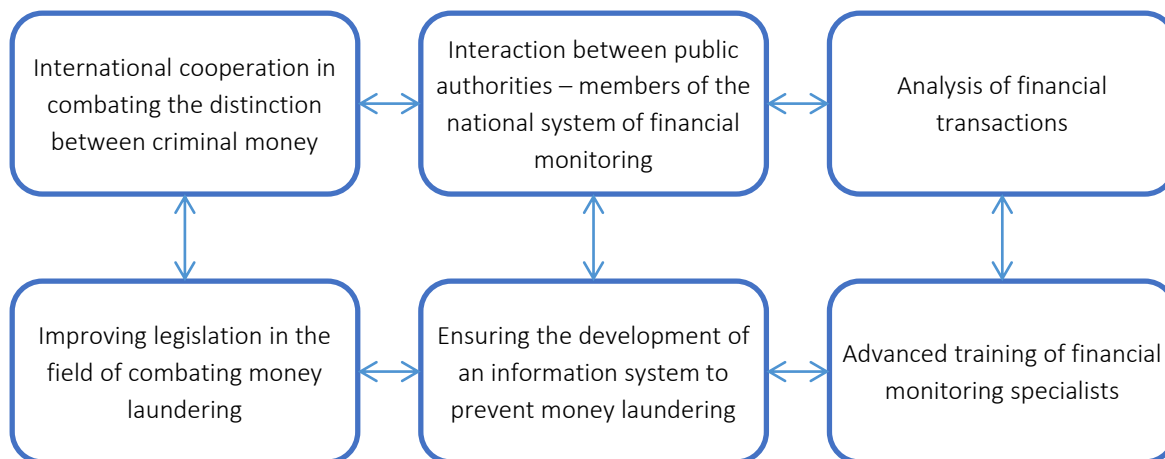 International cooperation in
combating the distinction
between criminal money
Interaction between public
authorities – members of the
national system of financial
monitoring
Analysis of financial
transactions
Improving legislation in the
field of combating money
laundering
Ensuring the development of
an information system to
prevent money laundering
Advanced training of financial
monitoring specialists